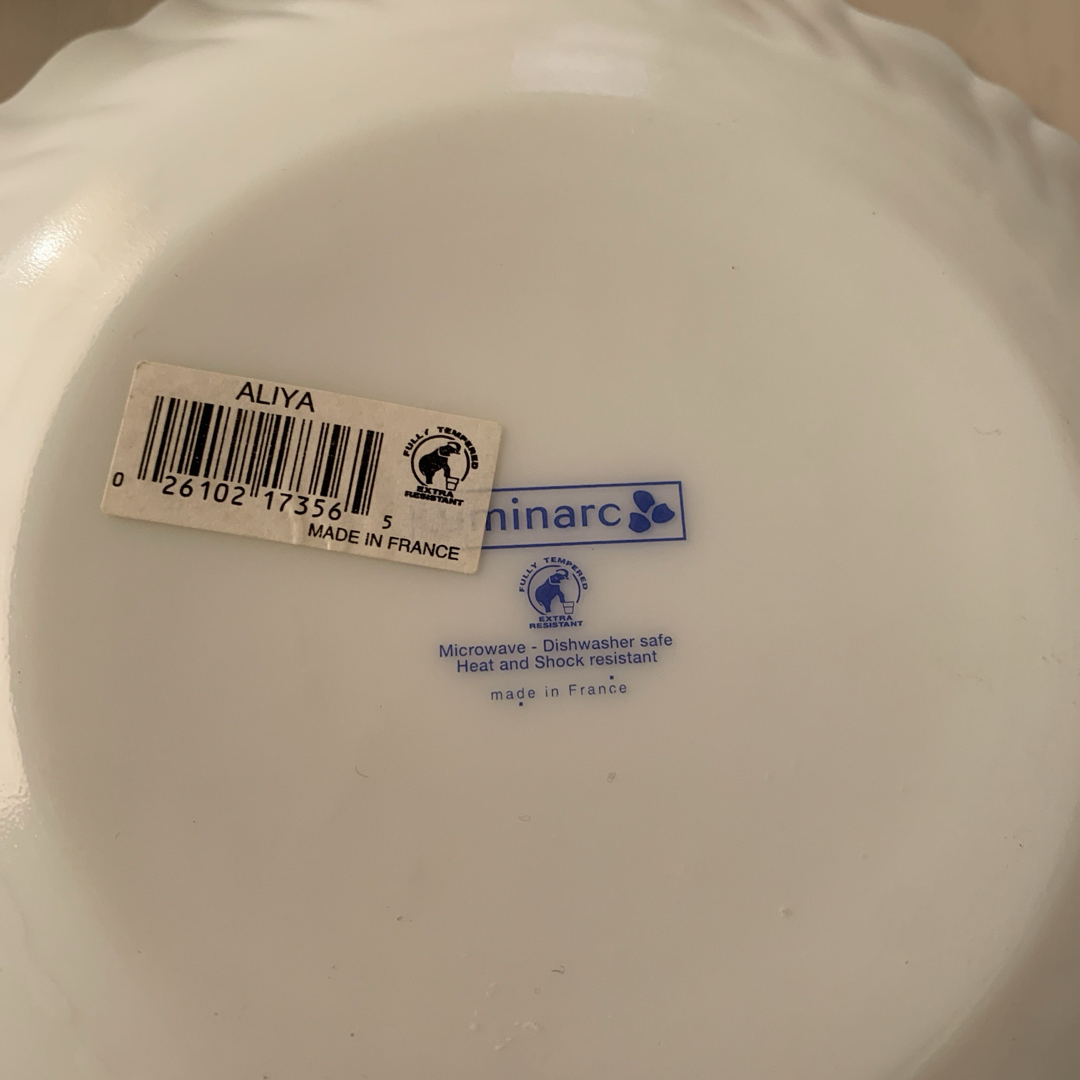 ALIYA
FULLY TEMPERED
EXTRA
RESISTANT
0 26102 17356 5
MADE IN FRANCE
minarc
FULLY TEMPERED
EXTRA
RESISTANT
Microwave - Dishwasher safe
Heat and Shock resistant
made in France